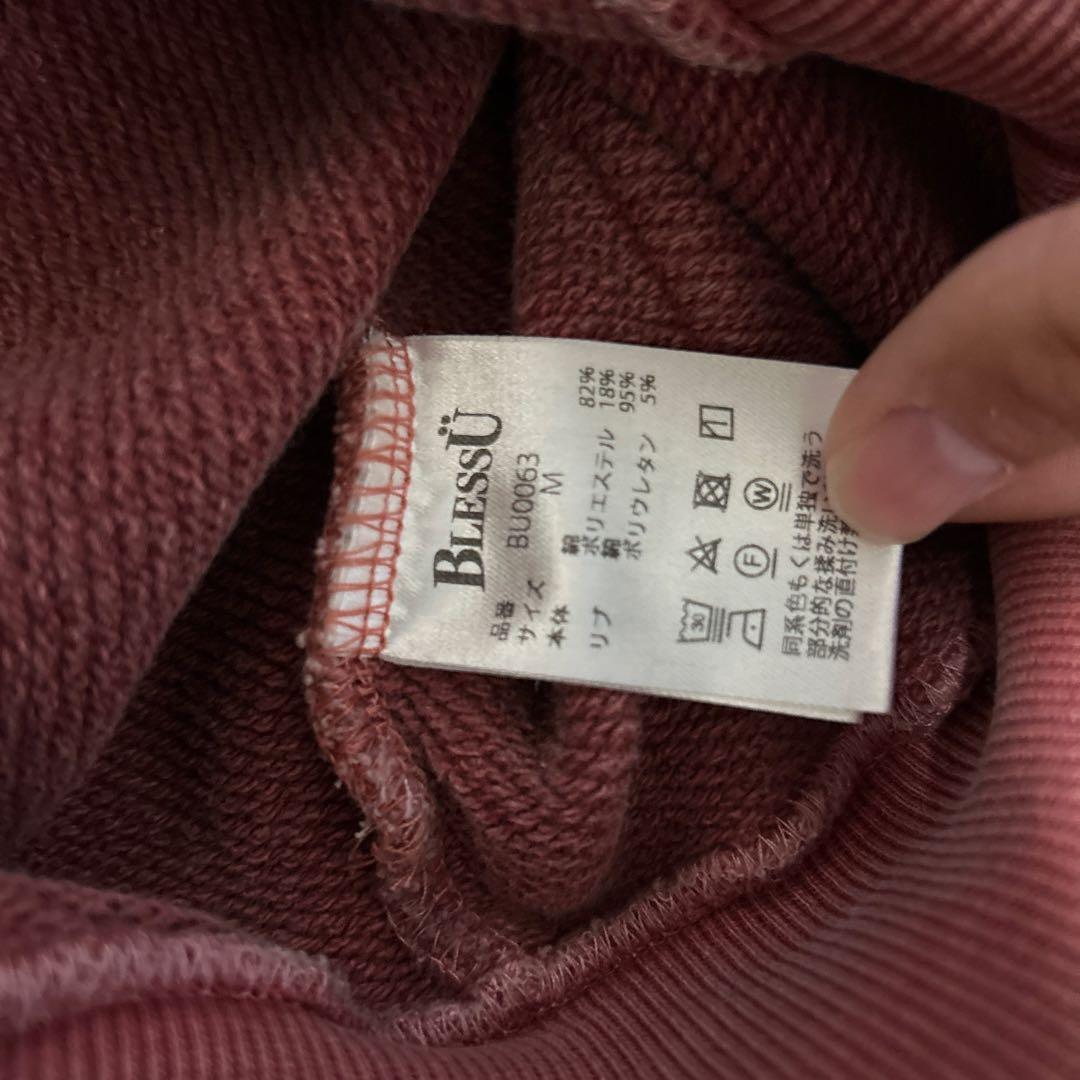 BLESSÜ
品番 BU0063
サイズ M
本体 綿 82%
ポリエステル 18%
リブ 綿 95%
ポリウレタン 5%
30
F W
同系色もくは単独で洗う
部分的な揉み洗い
洗剤の直付け